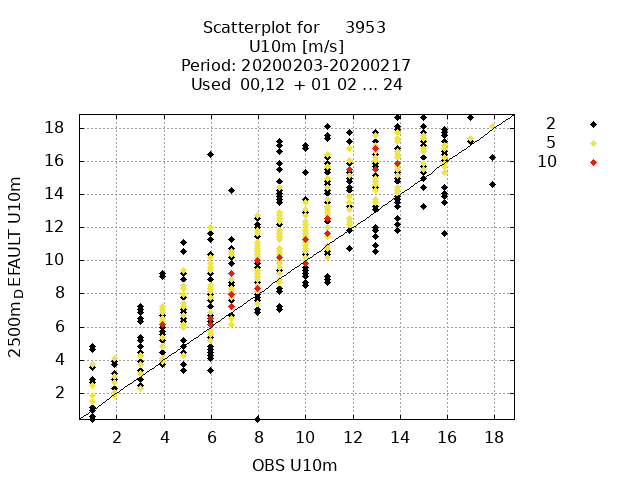 Scatterplot for 3953
U10m [m/s]
Period: 20200203-20200217
Used 00,12 + 01 02 ... 24
2
5
10
18
16
14
12
10
8
6
4
2
2500m_DEFAULT U10m
2 4 6 8 10 12 14 16 18
OBS U10m